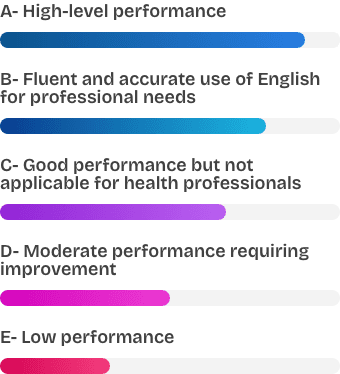 A- High-level performance
B- Fluent and accurate use of English
for professional needs
C- Good performance but not
applicable for health professionals
D- Moderate performance requiring
improvement
E- Low performance